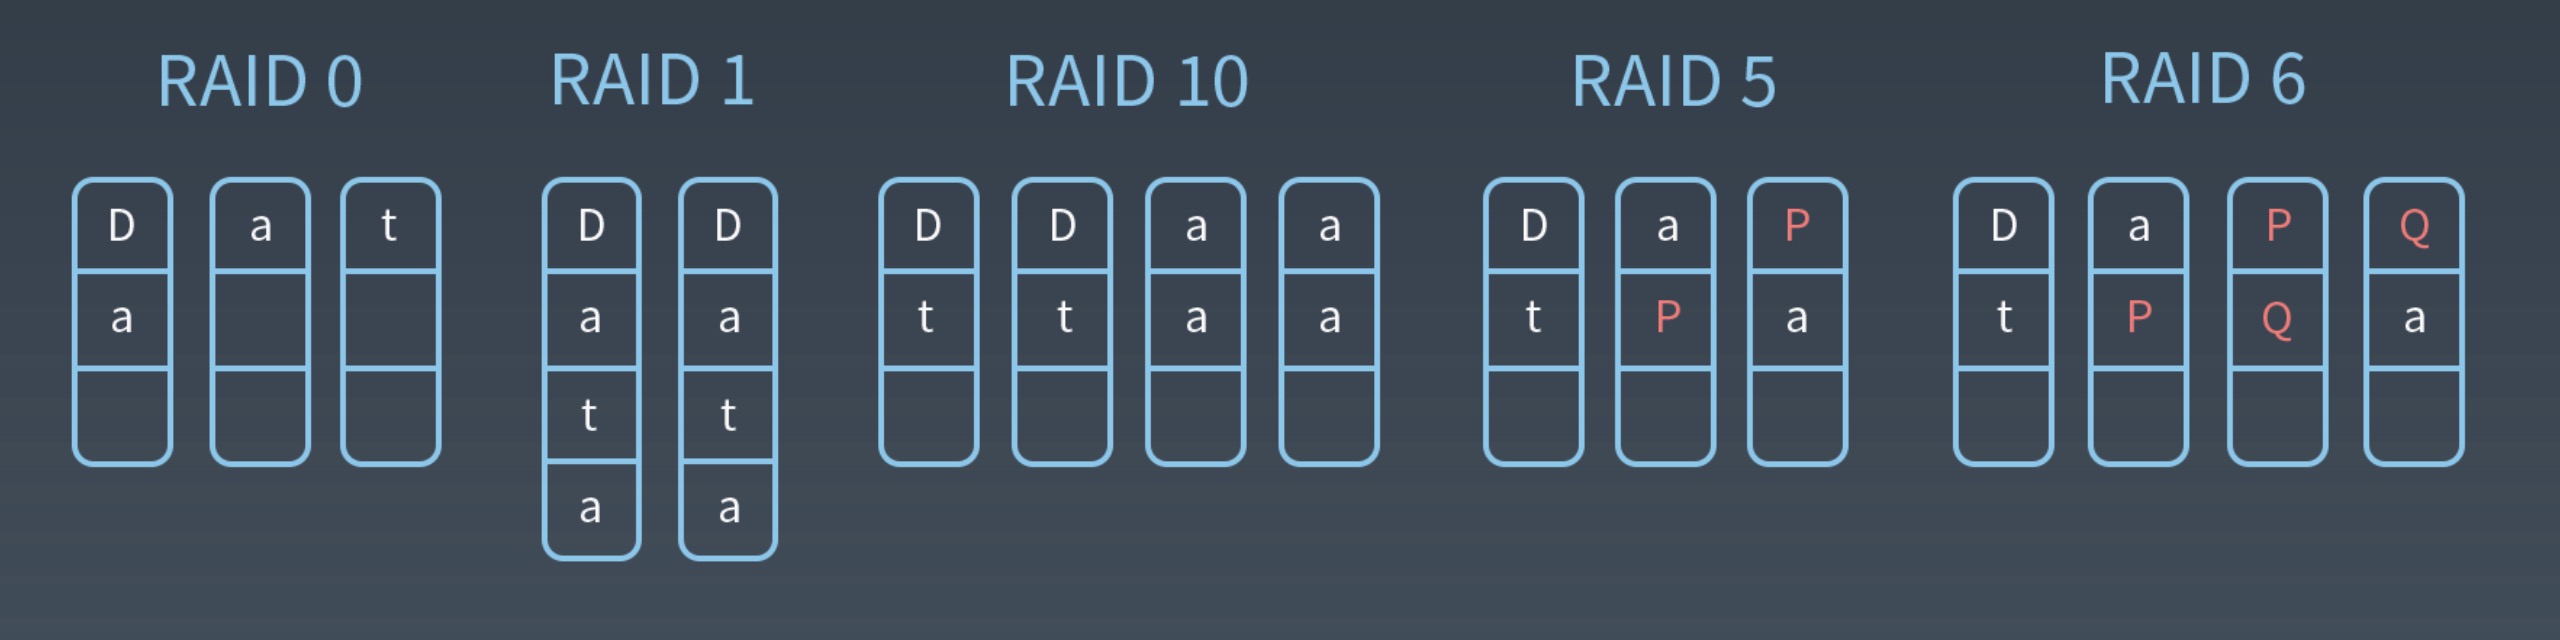 RAID 0 RAID 1 RAID 10 RAID 5 RAID 6
D a t D D D D a a D a P D a P Q
a a a t t a a t P a t P Q a
t t
a a